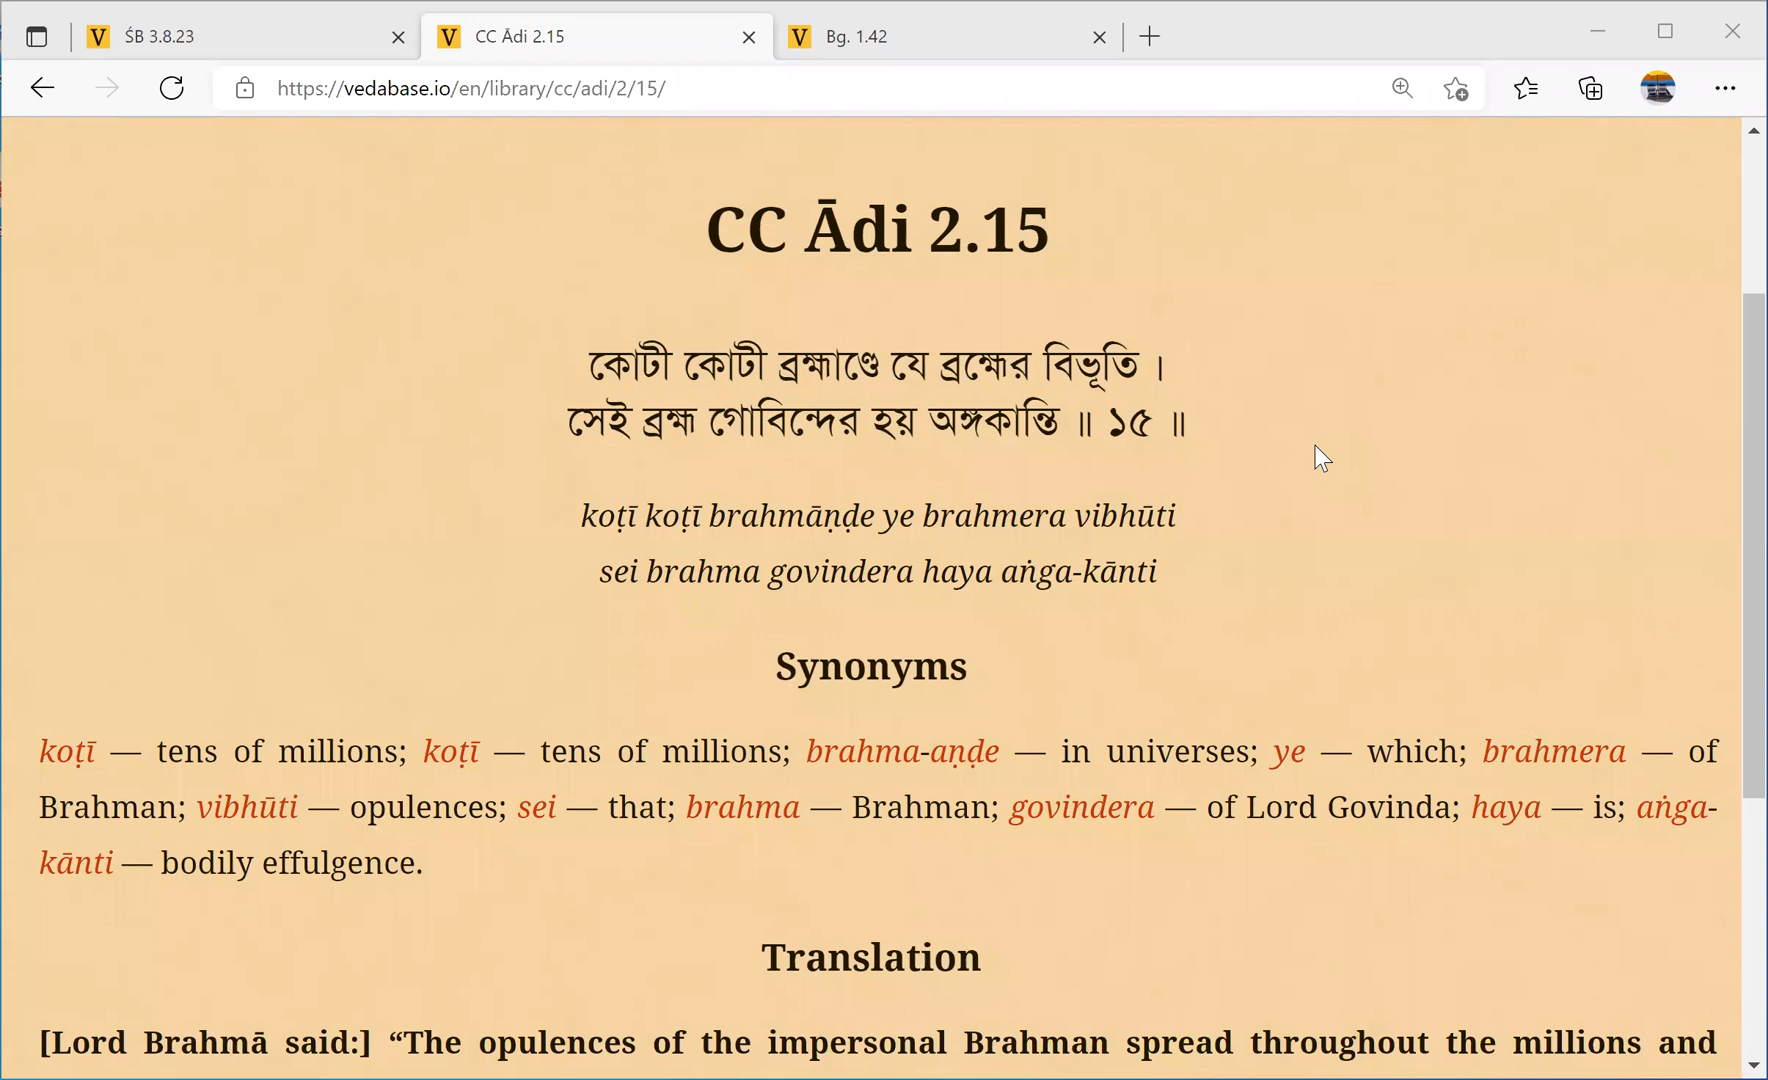 ŚB 3.8.23
CC Ādi 2.15
Bg. 1.42
https://vedabase.io/en/library/cc/adi/2/15/
CC Ādi 2.15
কোটী কোটী ব্রহ্মাণ্ডে যে ব্রহ্মের বিভূতি ।
সেই ব্রহ্ম গোবিন্দের হয় অঙ্গকান্তি ॥ ১৫ ॥
koṭī koṭī brahmāṇḍe ye brahmera vibhūti
sei brahma govindera haya aṅga-kānti
Synonyms
koṭī — tens of millions; koṭī — tens of millions; brahma-aṇḍe — in universes; ye — which; brahmera — of
Brahman; vibhūti — opulences; sei — that; brahma — Brahman; govindera — of Lord Govinda; haya — is; aṅga-
kānti — bodily effulgence.
Translation
[Lord Brahmā said:] “The opulences of the impersonal Brahman spread throughout the millions and